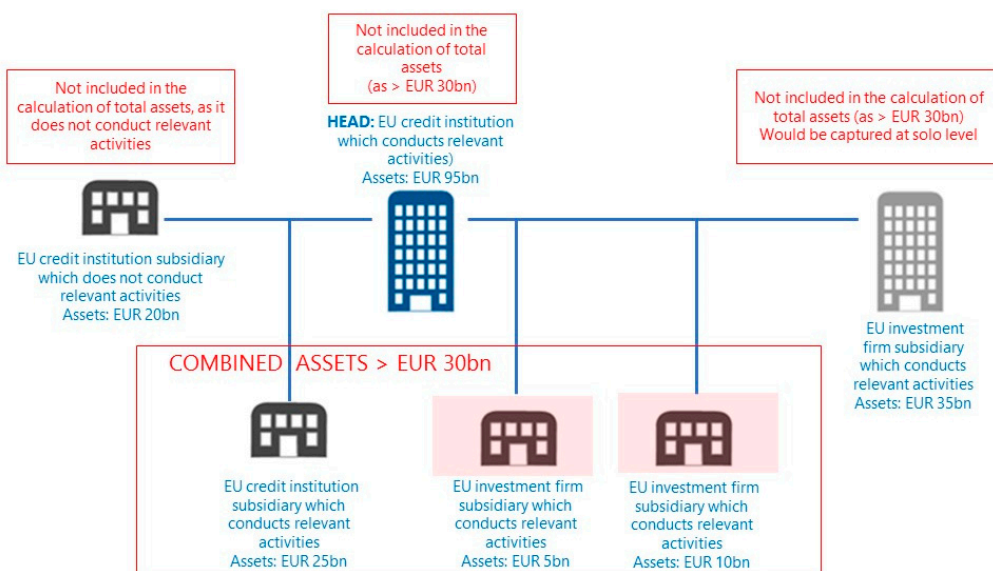 Not included in the
calculation of total assets, as it
does not conduct relevant
activities
EU credit institution subsidiary
which does not conduct
relevant activities
Assets: EUR 20bn
Not included in the
calculation of total
assets
(as > EUR 30bn)
HEAD: EU credit institution
which conducts relevant
activities)
Assets: EUR 95bn
Not included in the calculation of
total assets (as > EUR 30bn)
Would be captured at solo level
EU investment
firm subsidiary
which conducts
relevant activities
Assets: EUR 35bn
COMBINED ASSETS > EUR 30bn
EU credit institution
subsidiary which
conducts relevant
activities
Assets: EUR 25bn
EU investment firm
subsidiary which
conducts relevant
activities
Assets: EUR 5bn
EU investment firm
subsidiary which
conducts relevant
activities
Assets: EUR 10bn